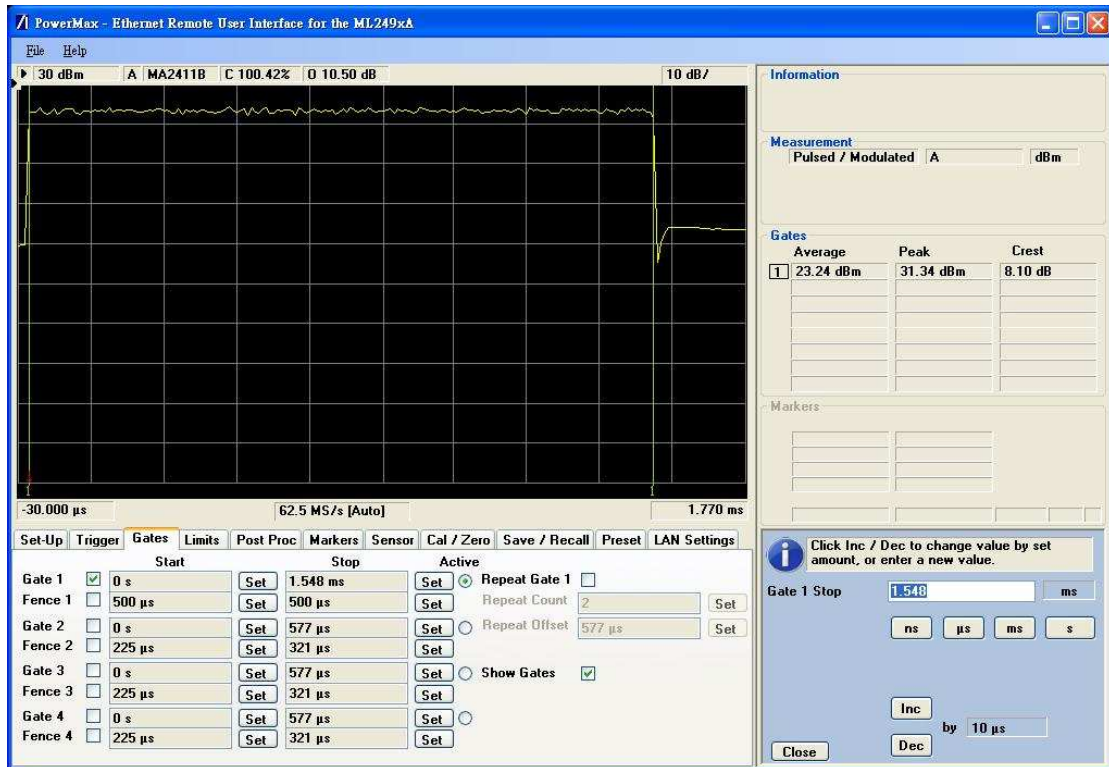 PowerMax - Ethernet Remote User Interface for the ML249xA
File Help
30 dBm A MA2411B C 100.42% O 10.50 dB 10 dB/
1 1
-30.000 µs 62.5 MS/s [Auto] 1.770 ms
Set-Up Trigger Gates Limits Post Proc Markers Sensor Cal / Zero Save / Recall Preset LAN Settings
Start Stop Active
Gate 1 0 s Set 1.548 ms Set Repeat Gate 1
Fence 1 500 µs Set 500 µs Set Repeat Count 2 Set
Gate 2 0 s Set 577 µs Set Repeat Offset 577 µs Set
Fence 2 225 µs Set 321 µs Set
Gate 3 0 s Set 577 µs Set Show Gates
Fence 3 225 µs Set 321 µs Set
Gate 4 0 s Set 577 µs Set
Fence 4 225 µs Set 321 µs Set
Information
Measurement
Pulsed / Modulated A dBm
Gates
Average Peak Crest
1 23.24 dBm 31.34 dBm 8.10 dB
Markers
Click Inc / Dec to change value by set
amount, or enter a new value.
Gate 1 Stop 1.548 ms
ns µs ms s
Inc
by 10 µs
Dec
Close